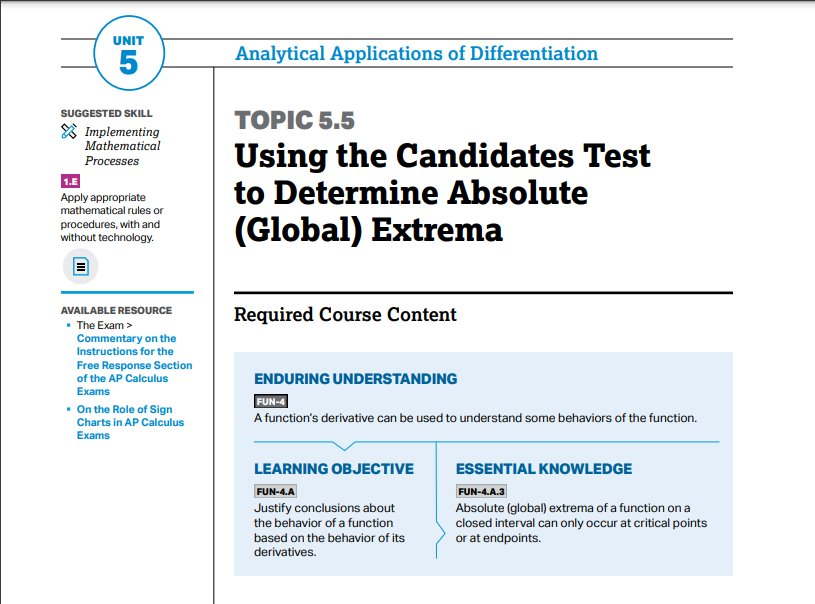 UNIT
5
Analytical Applications of Differentiation
SUGGESTED SKILL
Implementing
Mathematical
Processes
1.E
Apply appropriate
mathematical rules or
procedures, with and
without technology.
AVAILABLE RESOURCE
• The Exam >
Commentary on the
Instructions for the
Free Response Section
of the AP Calculus
Exams
• On the Role of Sign
Charts in AP Calculus
Exams
TOPIC 5.5
Using the Candidates Test
to Determine Absolute
(Global) Extrema
Required Course Content
ENDURING UNDERSTANDING
FUN-4
A function's derivative can be used to understand some behaviors of the function.
LEARNING OBJECTIVE
FUN-4.A
Justify conclusions about
the behavior of a function
based on the behavior of its
derivatives.
ESSENTIAL KNOWLEDGE
FUN-4.A.3
Absolute (global) extrema of a function on a
closed interval can only occur at critical points
or at endpoints.